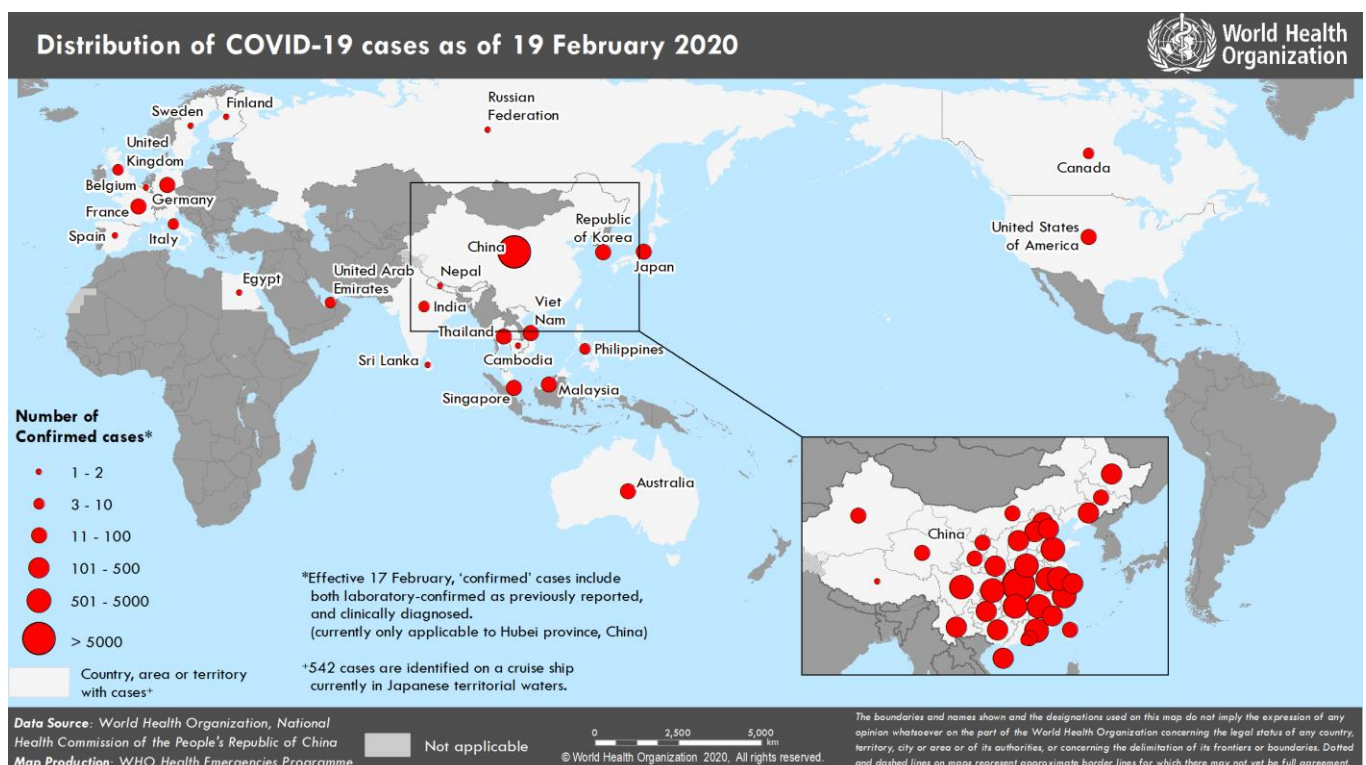 Distribution of COVID-19 cases as of 19 February 2020
World Health
Organization
Sweden
Finland
Russian
Federation
United
Kingdom
Belgium
Germany
France
Spain
Italy
Canada
United States
of America
Republic
of Korea
China
Japan
Egypt
United Arab
Emirates
Nepal
India
Viet
Nam
Thailand
Cambodia
Philippines
Sri Lanka
Singapore
Malaysia
Australia
China
Number of
Confirmed cases*
1 - 2
3 - 10
11 - 100
101 - 500
501 - 5000
> 5000
Country, area or territory
with cases+
*Effective 17 February, ‘confirmed’ cases include
both laboratory-confirmed as previously reported,
and clinically diagnosed.
(currently only applicable to Hubei province, China)
+542 cases are identified on a cruise ship
currently in Japanese territorial waters.
Data Source: World Health Organization, National
Health Commission of the People's Republic of China
Map Production: WHO Health Emergencies Programme
Not applicable
0 2,500 5,000
km
© World Health Organization 2020, All rights reserved.
The boundaries and names shown and the designations used on this map do not imply the expression of any
opinion whatsoever on the part of the World Health Organization concerning the legal status of any country,
territory, city or area or of its authorities, or concerning the delimitation of its frontiers or boundaries. Dotted
and dashed lines on maps represent approximate border lines for which there may not yet be full agreement.